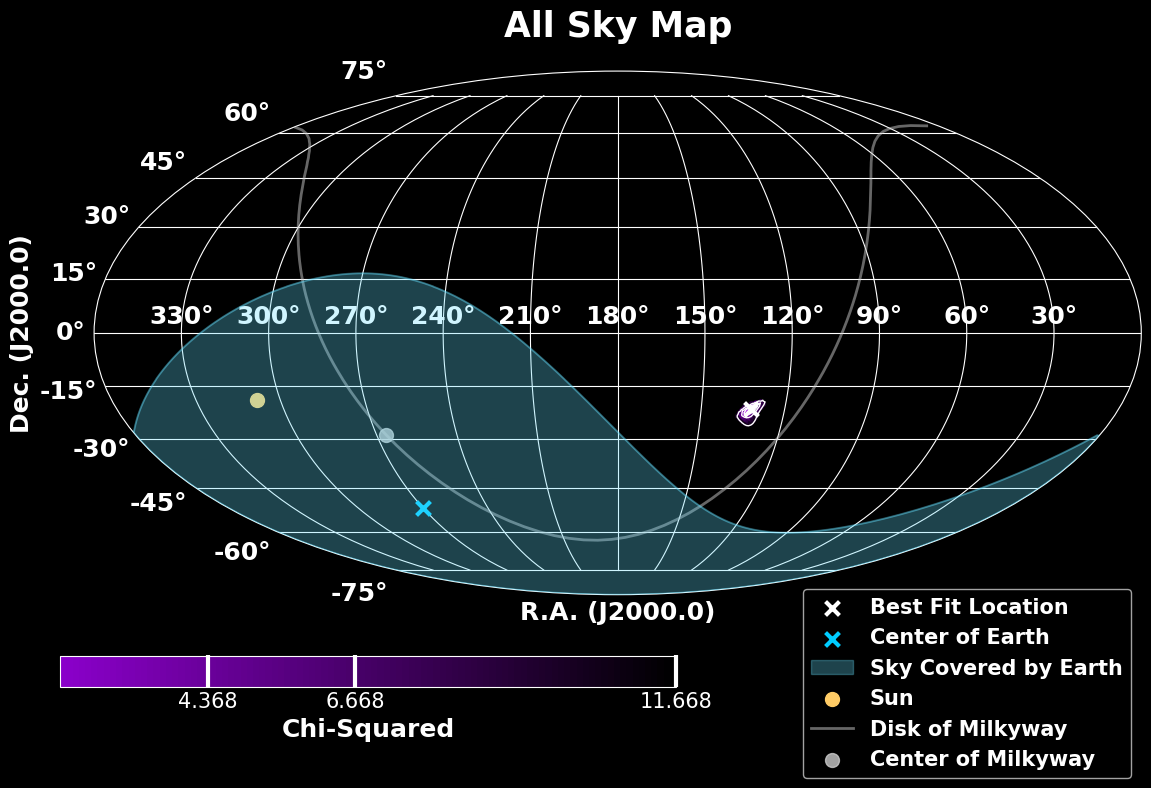 All Sky Map
75°
60°
45°
30°
15°
0°
-15°
-30°
-45°
-60°
-75°
Dec. (J2000.0)
330° 300° 270° 240° 210° 180° 150° 120° 90° 60° 30°
R.A. (J2000.0)
4.368 6.668 11.668
Chi-Squared
Best Fit Location
Center of Earth
Sky Covered by Earth
Sun
Disk of Milkyway
Center of Milkyway